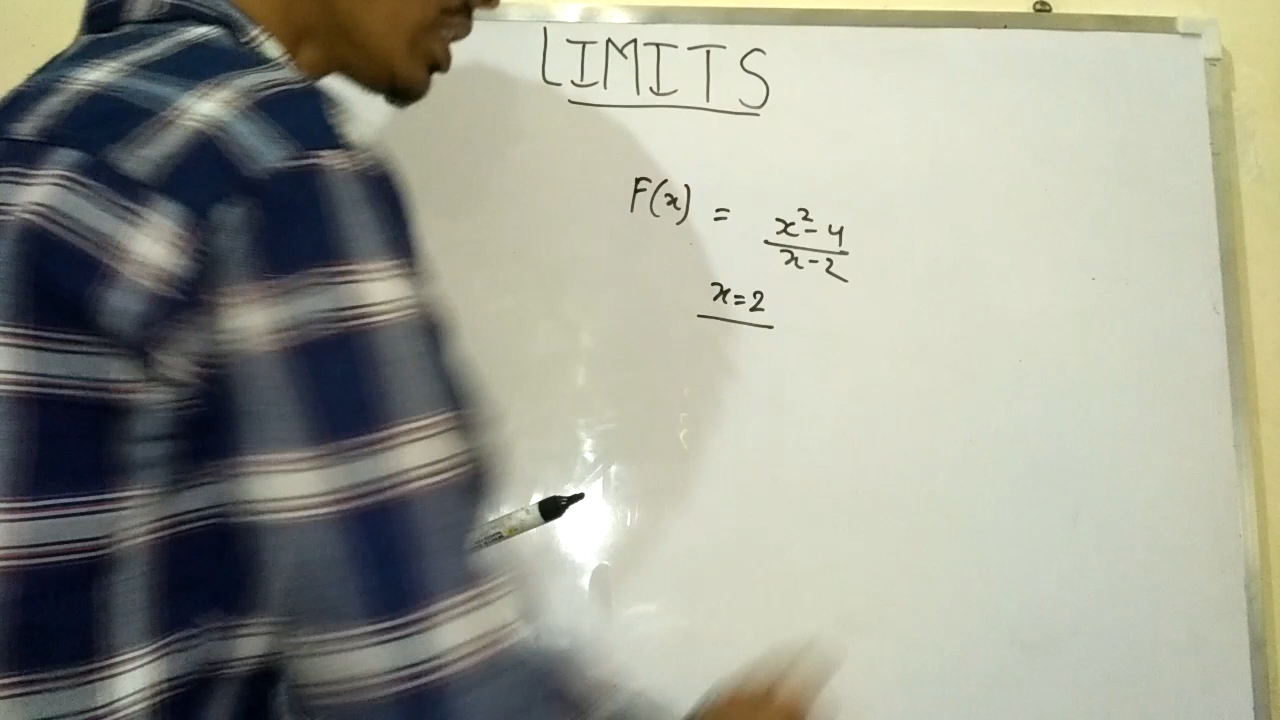 LIMITS
F(x) = x²-4 / x-2
x=2